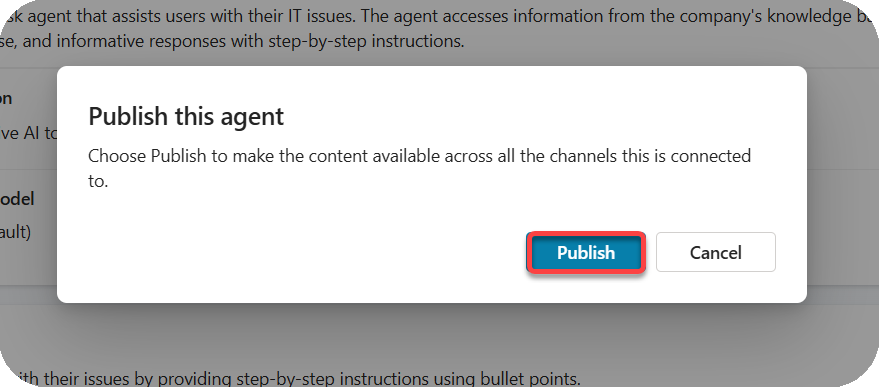 sk agent that assists users with their IT issues. The agent accesses information from the company's knowledge ba
se, and informative responses with step-by-step instructions.
on
ve AI to
Publish this agent
Choose Publish to make the content available across all the channels this is connected
to.
odel
ault)
Publish
Cancel
with their issues by providing step-by-step instructions using bullet points.